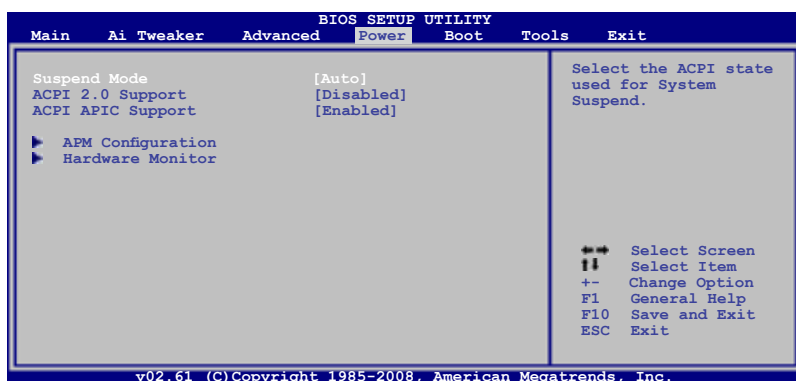 BIOS SETUP UTILITY
Main Ai Tweaker Advanced Power Boot Tools Exit
Suspend Mode [Auto]
ACPI 2.0 Support [Disabled]
ACPI APIC Support [Enabled]
APM Configuration
Hardware Monitor
Select the ACPI state
used for System
Suspend.
Select Screen
Select Item
+- Change Option
F1 General Help
F10 Save and Exit
ESC Exit
v02.61 (C)Copyright 1985-2008, American Megatrends, Inc.